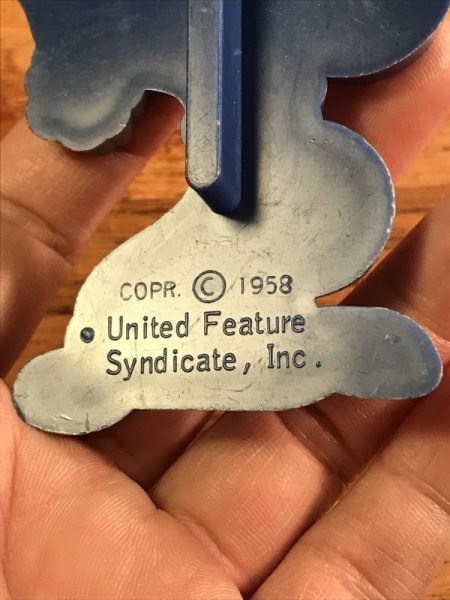 COPR. © 1958
United Feature
Syndicate, Inc.